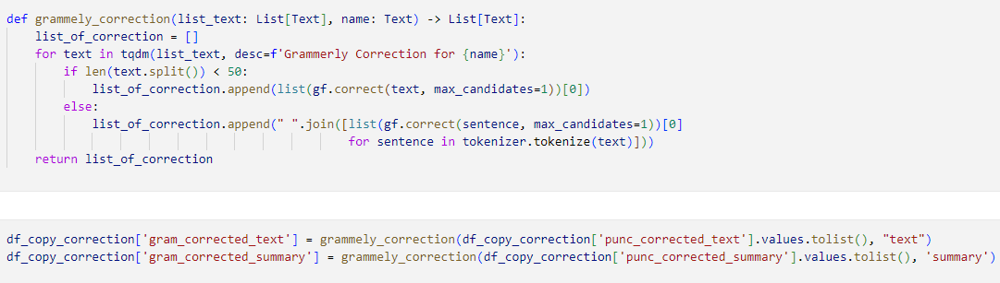 def grammely_correction(list_text: List[Text], name: Text) -> List[Text]:
    list_of_correction = []
    for text in tqdm(list_text, desc=f'Grammerly Correction for {name}'):
        if len(text.split()) < 50:
            list_of_correction.append(list(gf.correct(text, max_candidates=1))[0])
        else:
            list_of_correction.append(" ".join([list(gf.correct(sentence, max_candidates=1))[0]
                                                for sentence in tokenizer.tokenize(text)]))
    return list_of_correction
df_copy_correction['gram_corrected_text'] = grammely_correction(df_copy_correction['punc_corrected_text'].values.tolist(), "text")
df_copy_correction['gram_corrected_summary'] = grammely_correction(df_copy_correction['punc_corrected_summary'].values.tolist(), 'summary')